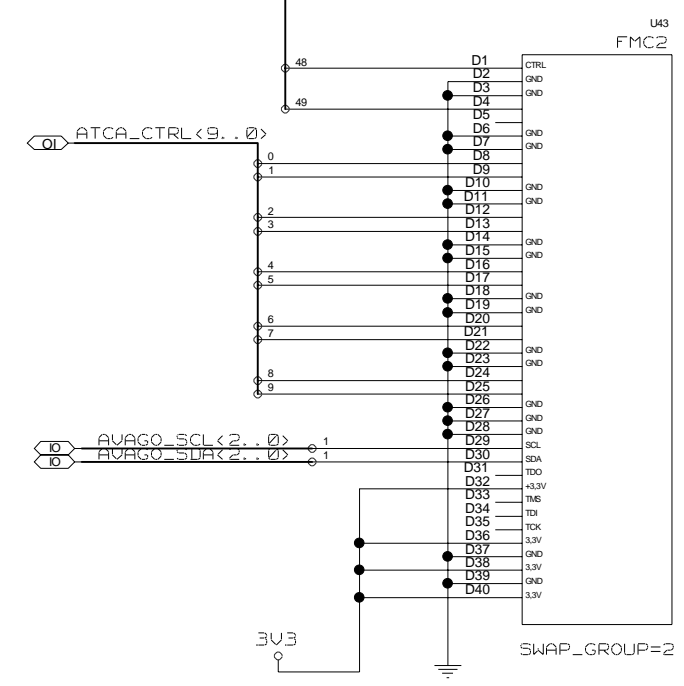 U43
FMC2
48 D1 CTRL
D2 GND
D3 GND
49 D4
D5
D6 GND
ATCA_CTRL<9..0>
OI
D7 GND
0 D8
1 D9
D10 GND
D11 GND
2 D12
3 D13
D14 GND
D15 GND
4 D16
5 D17
D18 GND
D19 GND
6 D20
7 D21
D22 GND
D23 GND
8 D24
9 D25
D26 GND
D27 GND
D28 GND
IO AVAGO_SCL<2..0> 1 D29 SCL
IO AVAGO_SDA<2..0> 1 D30 SDA
D31 TDO
D32 +3,3V
D33 TMS
D34 TDI
D35 TCK
D36 3,3V
D37 GND
D38 3,3V
D39 GND
D40 3,3V
3V3
SWAP_GROUP=2